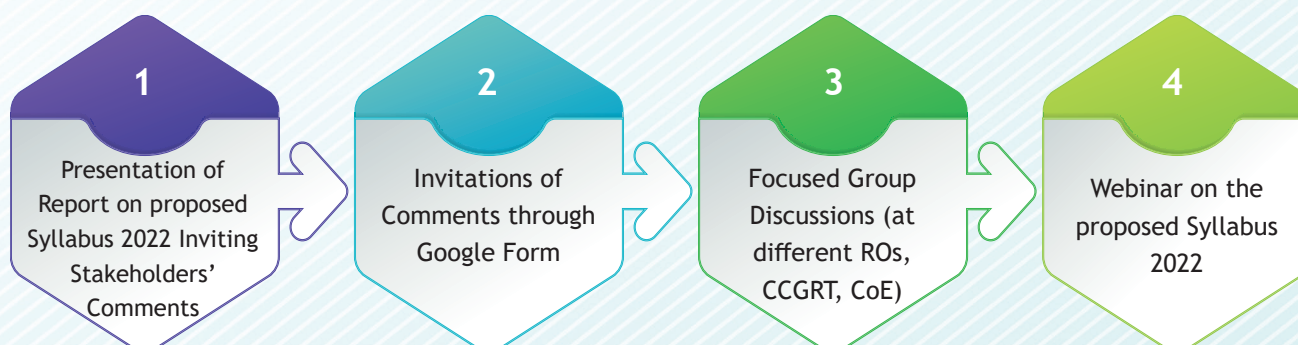 1
Presentation of
Report on proposed
Syllabus 2022 Inviting
Stakeholders’
Comments
2
Invitations of
Comments through
Google Form
3
Focused Group
Discussions (at
different ROs,
CCGRT, CoE)
4
Webinar on the
proposed Syllabus
2022